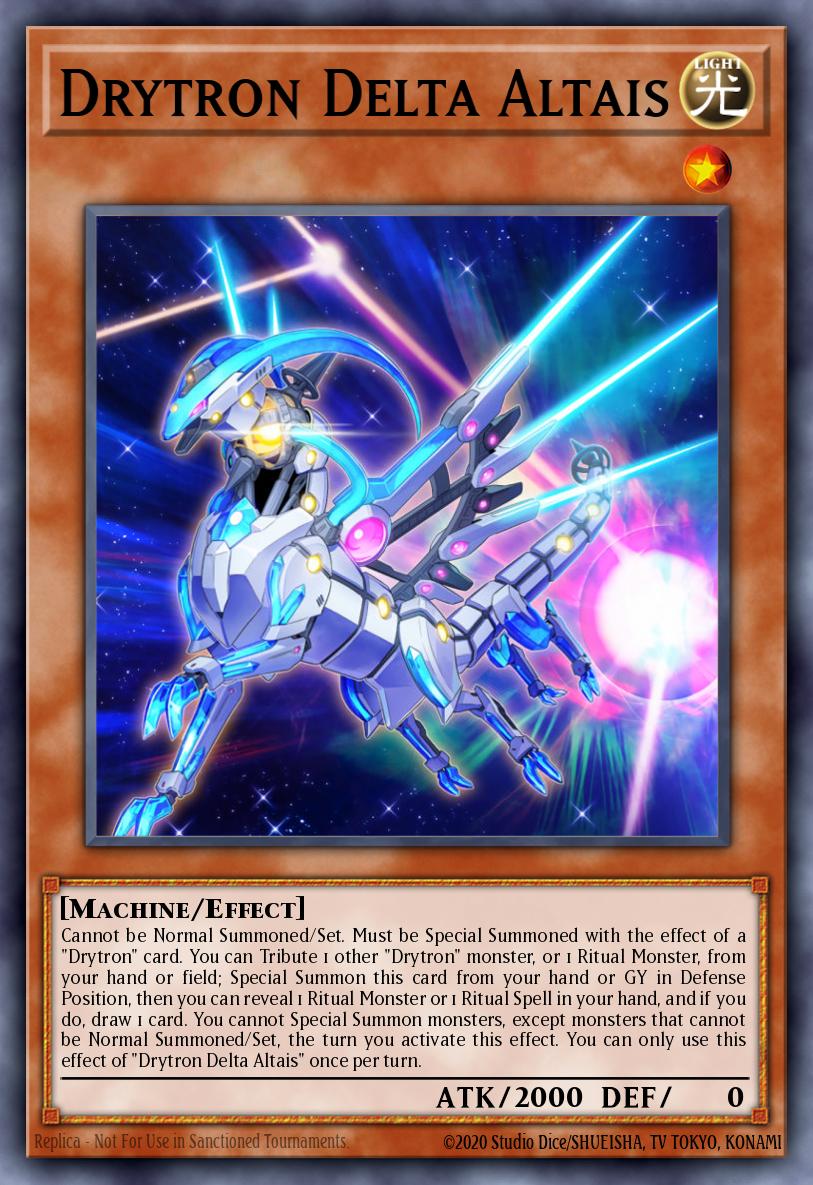 Drytron Delta Altais
LIGHT
光
[Machine/Effect]
Cannot be Normal Summoned/Set. Must be Special Summoned with the effect of a
"Drytron" card. You can Tribute 1 other "Drytron" monster, or 1 Ritual Monster, from
your hand or field; Special Summon this card from your hand or GY in Defense
Position, then you can reveal 1 Ritual Monster or 1 Ritual Spell in your hand, and if you
do, draw 1 card. You cannot Special Summon monsters, except monsters that cannot
be Normal Summoned/Set, the turn you activate this effect. You can only use this
effect of "Drytron Delta Altais" once per turn.
ATK/2000 DEF/ 0
Replica - Not For Use in Sanctioned Tournaments.
©2020 Studio Dice/SHUEISHA, TV TOKYO, KONAMI